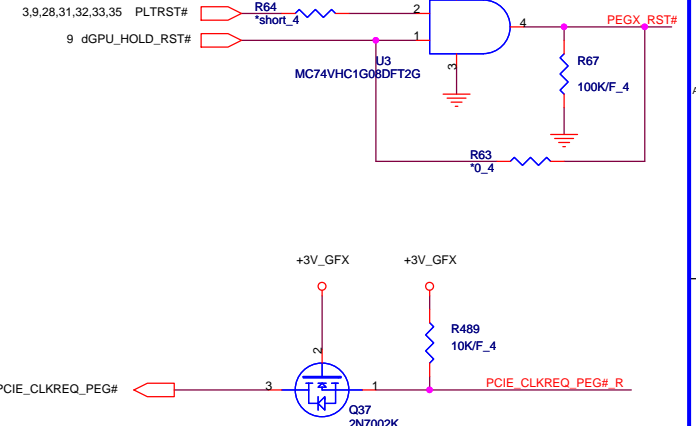 3,9,28,31,32,33,35 PLTRST#
R64
*short_4
2
9 dGPU_HOLD_RST#
1
4
PEGX_RST#
3
U3
MC74VHC1G08DFT2G
R67
100K/F_4
R63
*0_4
+3V_GFX
+3V_GFX
R489
10K/F_4
2
PCIE_CLKREQ_PEG#
3
1
PCIE_CLKREQ_PEG#_R
Q37
2N7002K